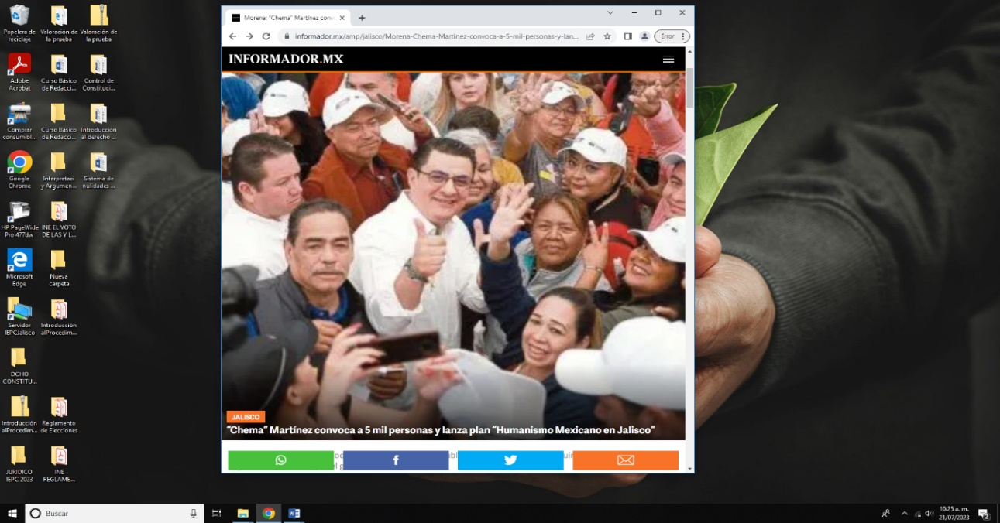 Papelera de
reciclaje
Valoración de
la prueba
Valoración de
la prueba
Adobe
Acrobat
Curso Básico
de Redacci...
Control de
Constituci...
Comprar
consumibl...
Curso Básico
de Redacci...
Introduccion
al derecho ...
Google
Chrome
Interpretaci
y Argumen...
Sistema de
nulidades ...
HP PageWide
Pro 477dw
INE EL VOTO
DE LAS Y L...
Microsoft
Edge
Nueva
carpeta
Servidor
IEPCJalisco
Introducción
alProcedim...
DCHO
CONSTITU...
Introducción
alProcedim...
Reglamento
de Elecciones
JURIDICO
IEPC 2023
INE
REGLAME...
Morena: "Chema" Martínez conv
informador.mx/amp/jalisco/Morena-Chema-Martinez-convoca-a-5-mil-personas-y-lan...
Error
INFORMADOR.MX
JALISCO
"Chema" Martínez convoca a 5 mil personas y lanza plan "Humanismo Mexicano en Jalisco"
Buscar
10:25 a. m.
21/07/2023
2